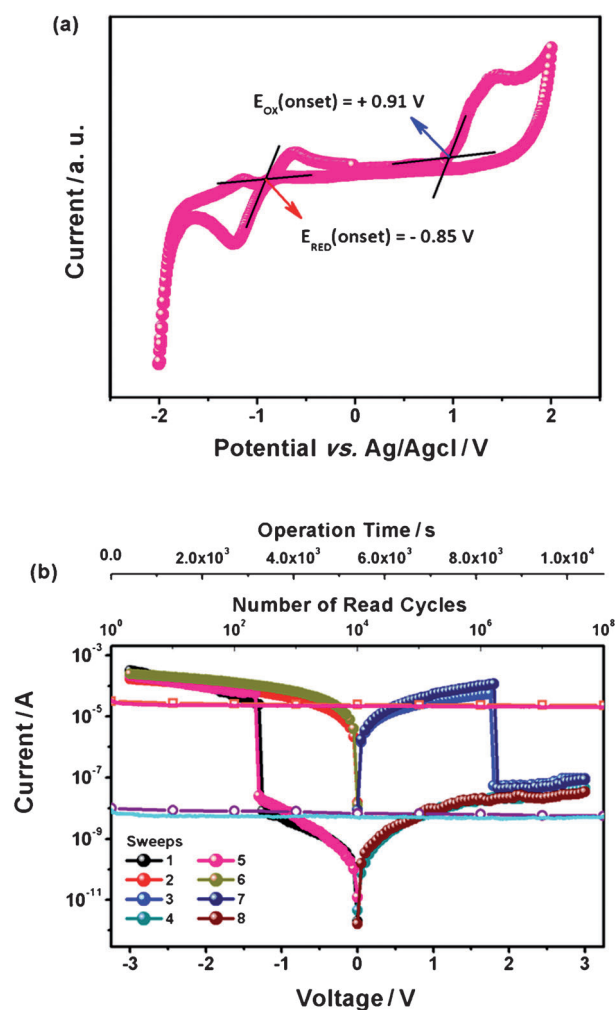 (a)
E_OX(onset) = + 0.91 V
E_RED(onset) = - 0.85 V
Current / a. u.
-2 -1 0 1 2
Potential vs. Ag/Agcl / V
Operation Time / s
(b)
0.0 2.0x10³ 4.0x10³ 6.0x10³ 8.0x10³ 1.0x10⁴
Number of Read Cycles
10⁰ 10² 10⁴ 10⁶ 10⁸
10⁻³
10⁻⁵
10⁻⁷
10⁻⁹
10⁻¹¹
Current / A
Sweeps
1 5
2 6
3 7
4 8
-3 -2 -1 0 1 2 3
Voltage / V